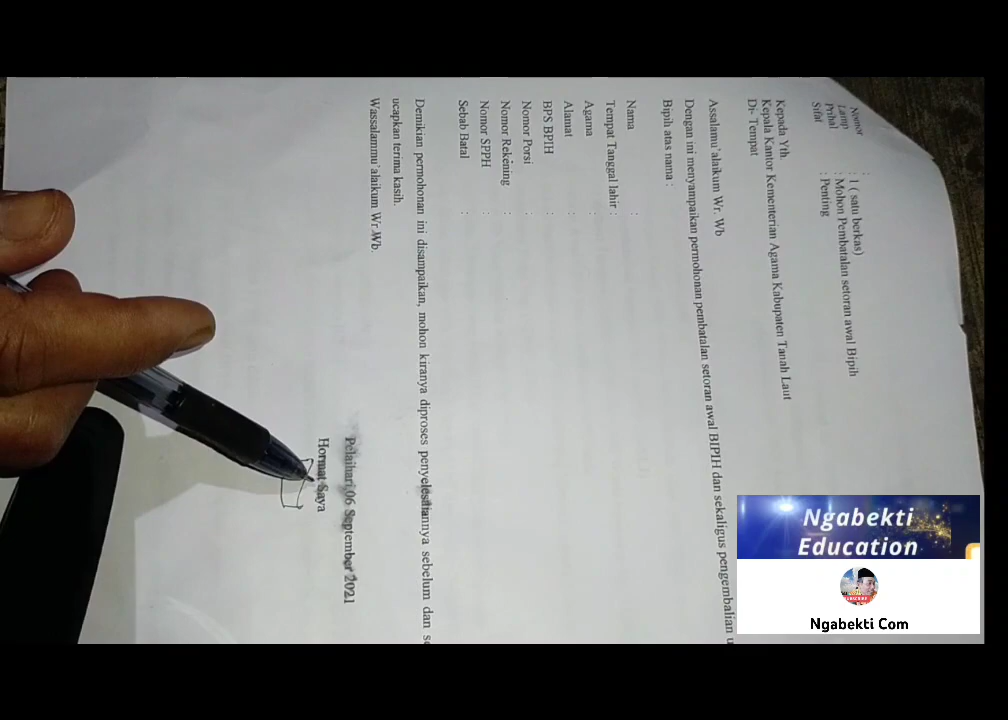 Nomor :
Lamp : 1 ( satu berkas)
Prihal : Mohon Pembatalan setoran awal Bipih
Sifat : Penting
Kepada Yth.
Kepala Kantor Kementerian Agama Kabupaten Tanah Laut
Di- Tempat
Assalamu'alaikum Wr. Wb
Dengan ini menyampaikan permohonan pembatalan setoran awal BIPIH dan sekaligus pengembalian
Bipih atas nama :
Nama :
Tempat Tanggal lahir :
Agama :
Alamat :
BPS BPIH :
Nomor Porsi :
Nomor Rekening :
Nomor SPPH :
Sebab Batal :
Demikian permohonan ini disampaikan, mohon kiranya diproses penyelesaiannya sebelum dan
ucapkan terima kasih.
Wassalammu'alaikum Wr.Wb.
Pelaihari,06 September 2021
Hormat Saya
Ngabekti
Education
SUBSCRIBE
Ngabekti Com